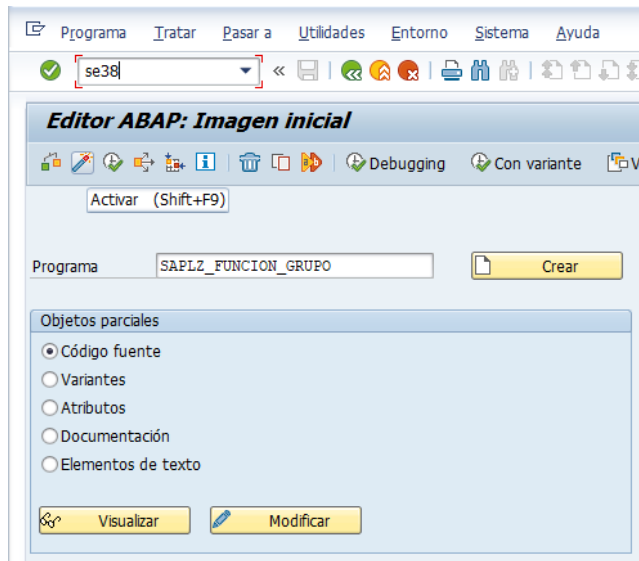 Programa Tratar Pasar a Utilidades Entorno Sistema Ayuda
se38
Editor ABAP: Imagen inicial
Debugging Con variante V
Activar (Shift+F9)
Programa SAPLZ_FUNCION_GRUPO Crear
Objetos parciales
Código fuente
Variantes
Atributos
Documentación
Elementos de texto
Visualizar Modificar